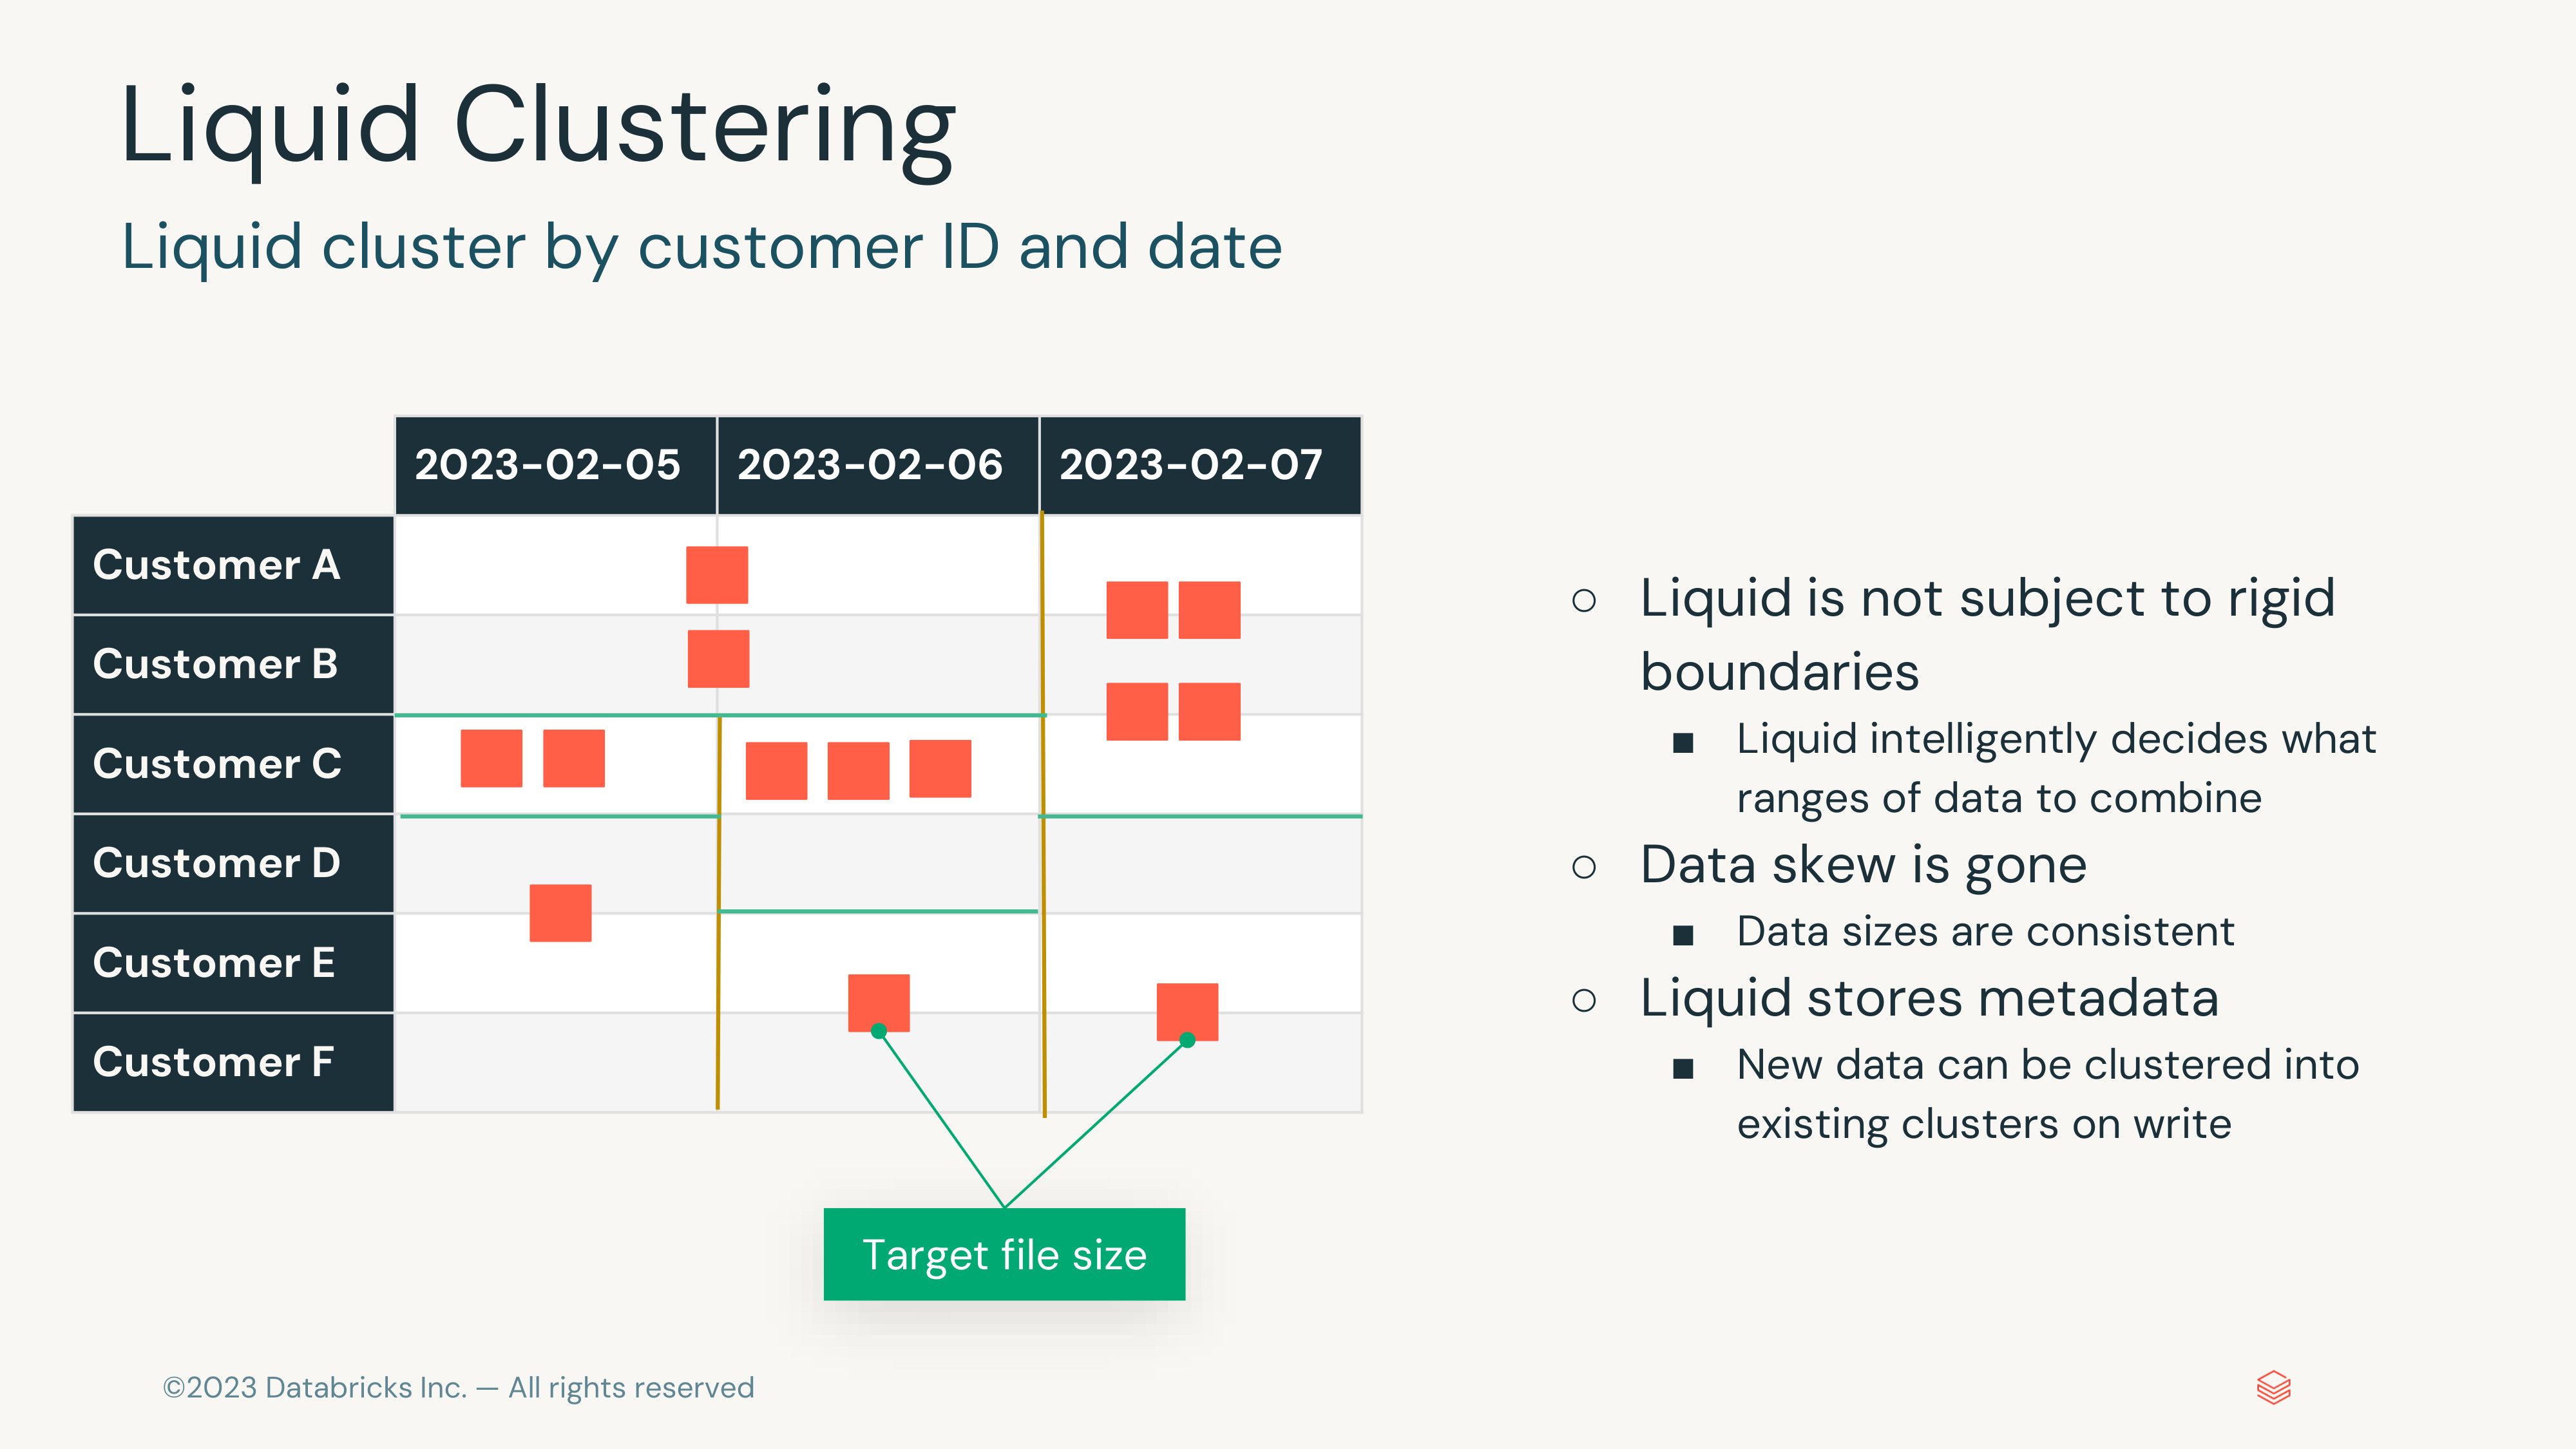 Liquid Clustering
Liquid cluster by customer ID and date
2023-02-05 2023-02-06 2023-02-07
Customer A
Customer B
Customer C
Customer D
Customer E
Customer F
Target file size
○ Liquid is not subject to rigid
boundaries
■ Liquid intelligently decides what
ranges of data to combine
○ Data skew is gone
■ Data sizes are consistent
○ Liquid stores metadata
■ New data can be clustered into
existing clusters on write
©2023 Databricks Inc. — All rights reserved